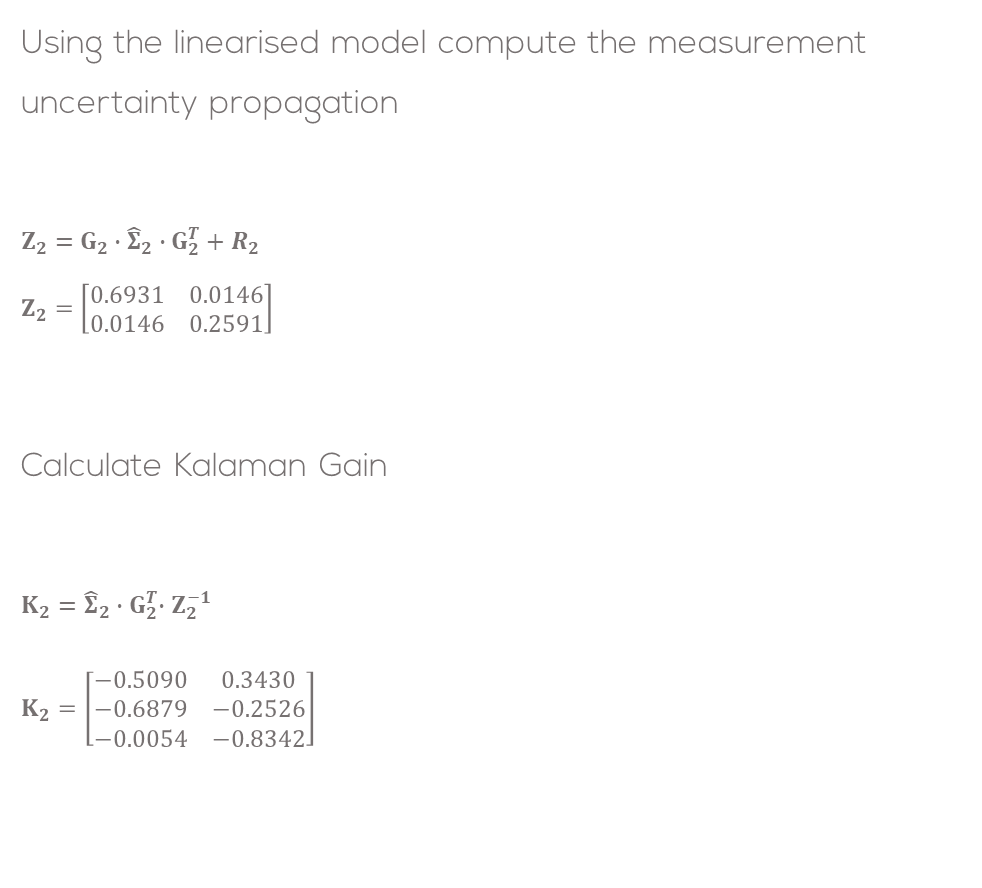 Using the linearised model compute the measurement
uncertainty propagation
Z₂ = G₂ · Σ̂₂ · G₂ᵀ + R₂
Z₂ = [0.6931 0.0146
0.0146 0.2591]
Calculate Kalaman Gain
K₂ = Σ̂₂ · G₂ᵀ· Z₂⁻¹
K₂ = [−0.5090 0.3430
−0.6879 −0.2526
−0.0054 −0.8342]